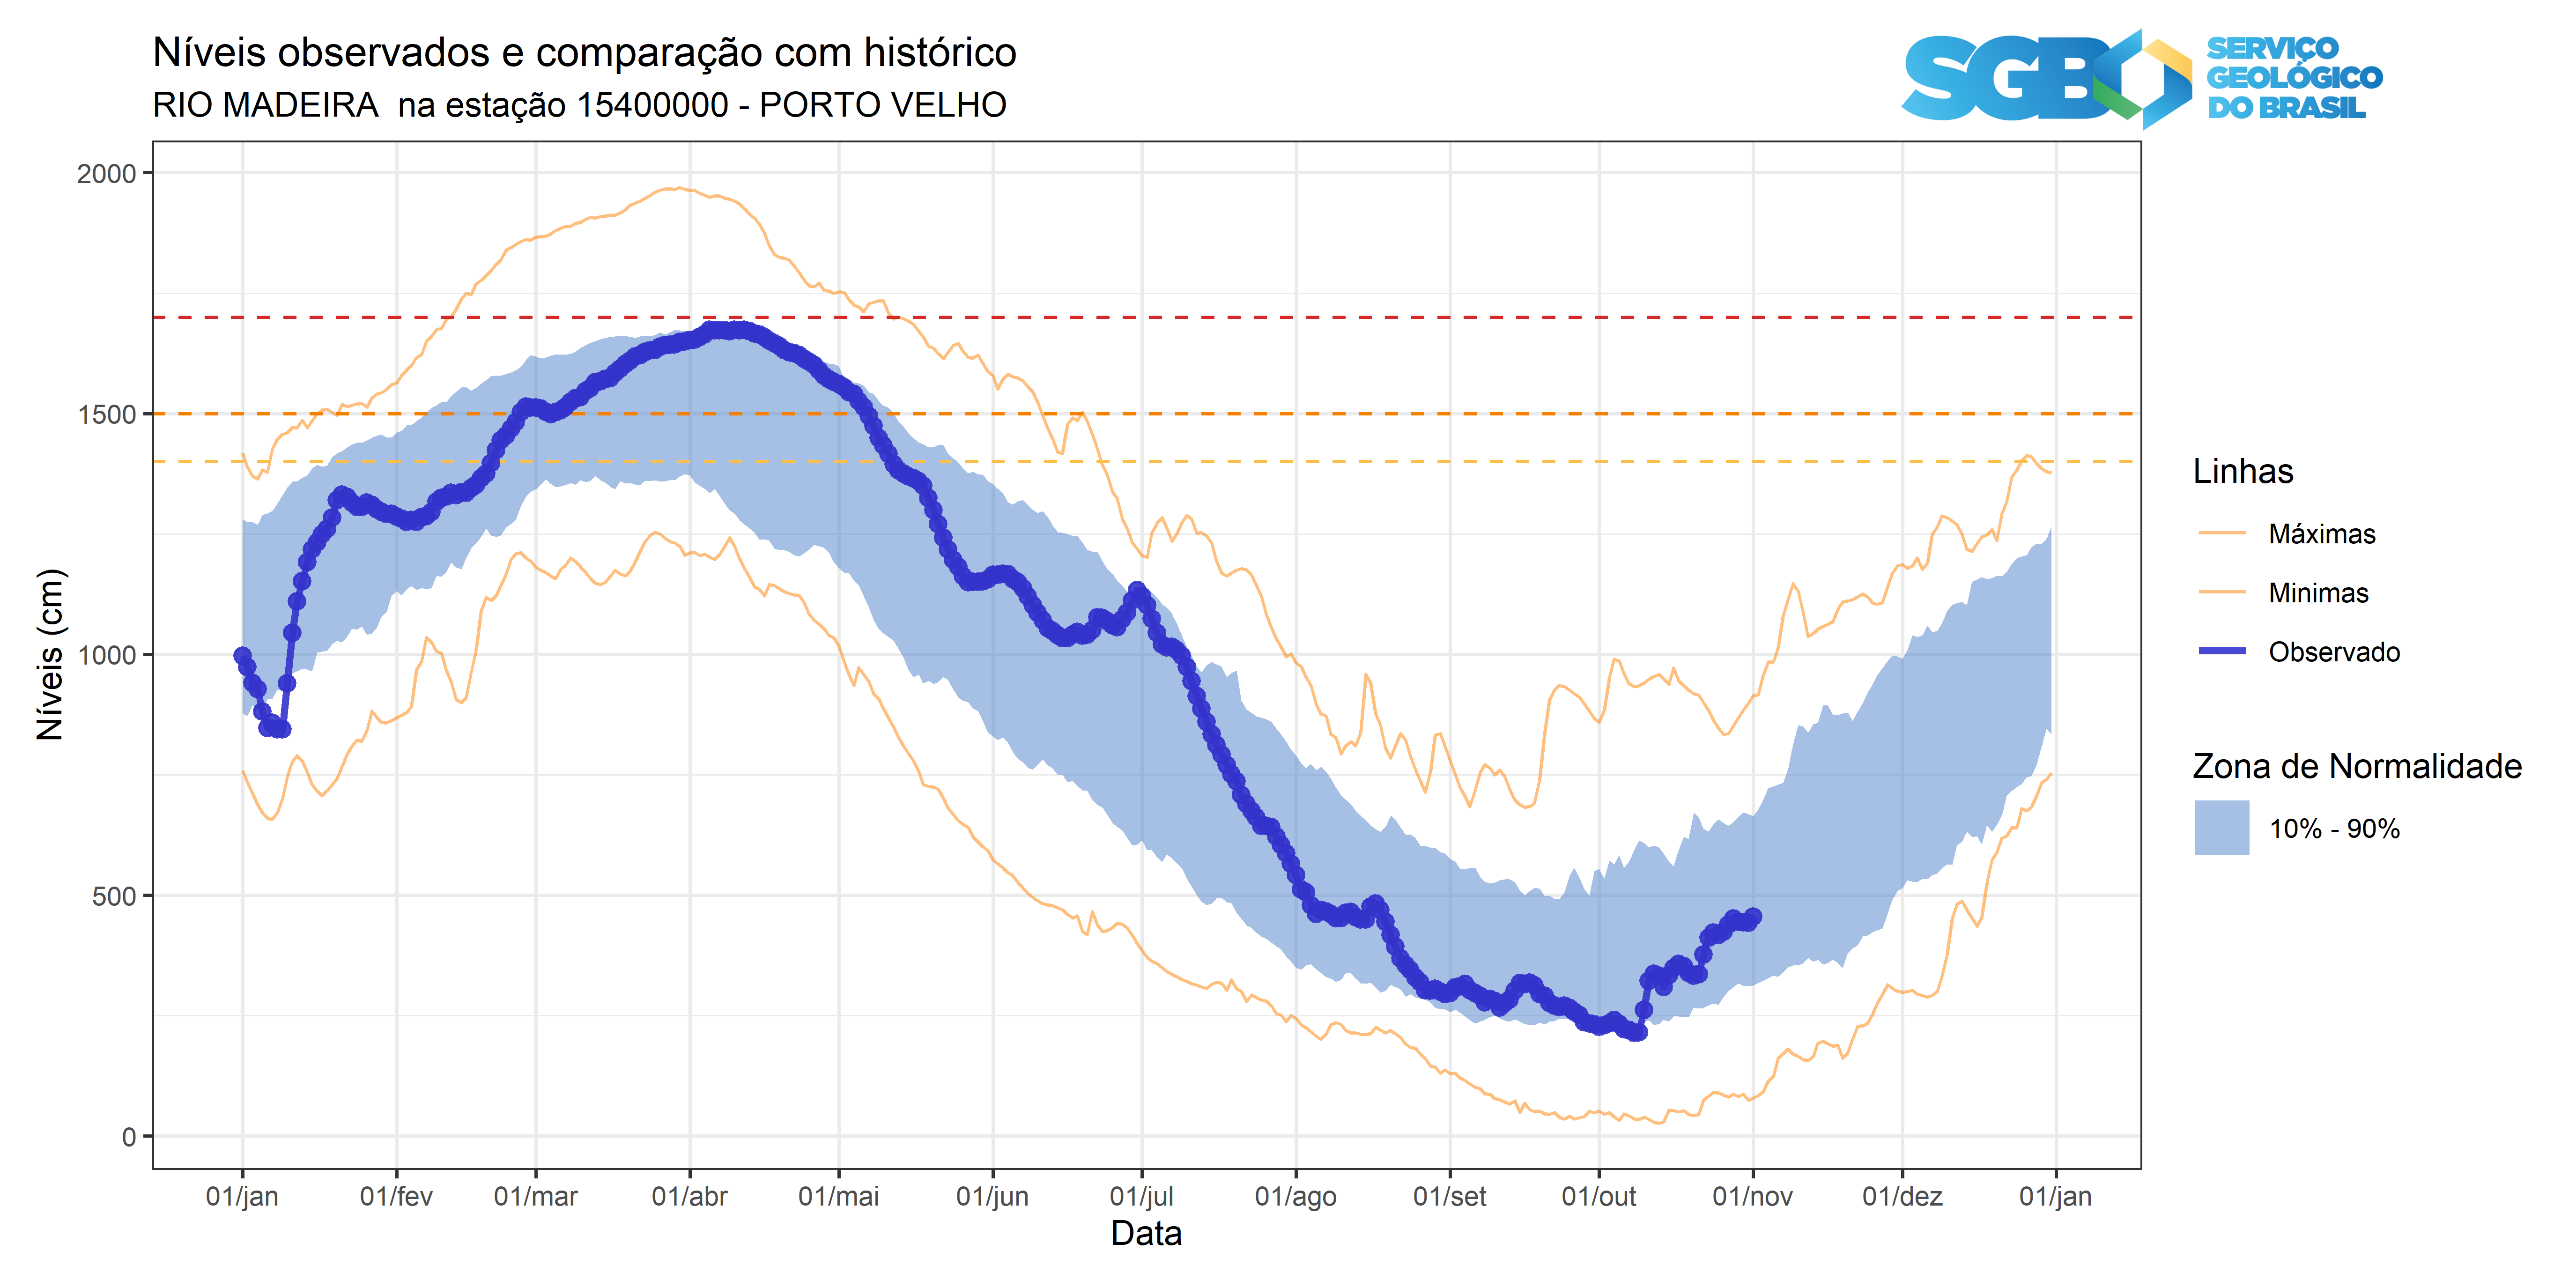 Níveis observados e comparação com histórico
RIO MADEIRA  na estação 15400000 - PORTO VELHO
SGB
SERVIÇO
GEOLÓGICO
DO BRASIL
Níveis (cm)
2000
1500
1000
500
0
01/jan
01/fev
01/mar
01/abr
01/mai
01/jun
01/jul
01/ago
01/set
01/out
01/nov
01/dez
01/jan
Data
Linhas
Máximas
Minimas
Observado
Zona de Normalidade
10% - 90%